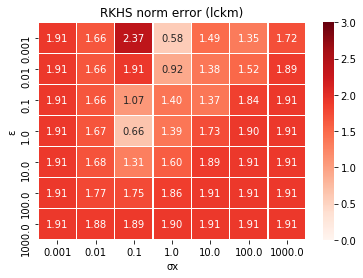 RKHS norm error (lckm)
ε
0.001 1.91 1.66 2.37 0.58 1.49 1.35 1.72
0.01 1.91 1.66 1.91 0.92 1.38 1.52 1.89
0.1 1.91 1.66 1.07 1.40 1.37 1.84 1.91
1.0 1.91 1.67 0.66 1.39 1.73 1.90 1.91
10.0 1.91 1.68 1.31 1.60 1.89 1.91 1.91
100.0 1.91 1.77 1.75 1.86 1.91 1.91 1.91
1000.0 1.91 1.88 1.89 1.90 1.91 1.91 1.91
0.001 0.01 0.1 1.0 10.0 100.0 1000.0
σx
3.0
2.5
2.0
1.5
1.0
0.5
0.0